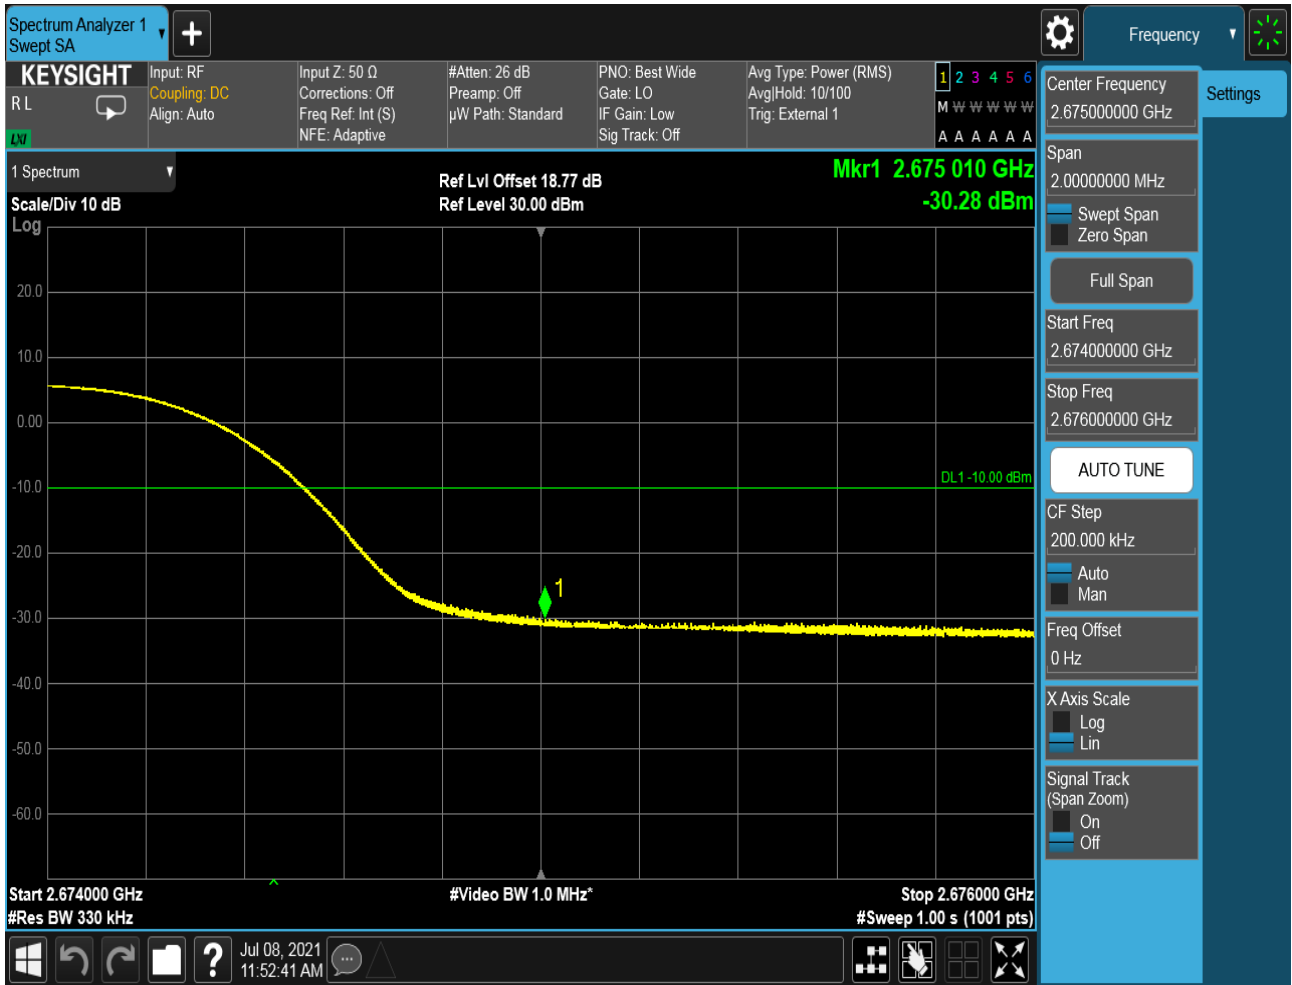 Spectrum Analyzer 1
Swept SA
Frequency
KEYSIGHT
R L
LXI
Input: RF
Coupling: DC
Align: Auto
Input Z: 50 Ω
Corrections: Off
Freq Ref: Int (S)
NFE: Adaptive
#Atten: 26 dB
Preamp: Off
µW Path: Standard
PNO: Best Wide
Gate: LO
IF Gain: Low
Sig Track: Off
Avg Type: Power (RMS)
Avg|Hold: 10/100
Trig: External 1
1 2 3 4 5 6
M W W W W W
A A A A A A
1 Spectrum
Scale/Div 10 dB
Log
Ref Lvl Offset 18.77 dB
Ref Level 30.00 dBm
Mkr1 2.675 010 GHz
-30.28 dBm
20.0
10.0
0.00
-10.0
-20.0
-30.0
-40.0
-50.0
-60.0
DL1 -10.00 dBm
1
Start 2.674000 GHz
#Res BW 330 kHz
#Video BW 1.0 MHz*
Stop 2.676000 GHz
#Sweep 1.00 s (1001 pts)
?
Jul 08, 2021
11:52:41 AM
Center Frequency
2.675000000 GHz
Settings
Span
2.00000000 MHz
Swept Span
Zero Span
Full Span
Start Freq
2.674000000 GHz
Stop Freq
2.676000000 GHz
AUTO TUNE
CF Step
200.000 kHz
Auto
Man
Freq Offset
0 Hz
X Axis Scale
Log
Lin
Signal Track
(Span Zoom)
On
Off